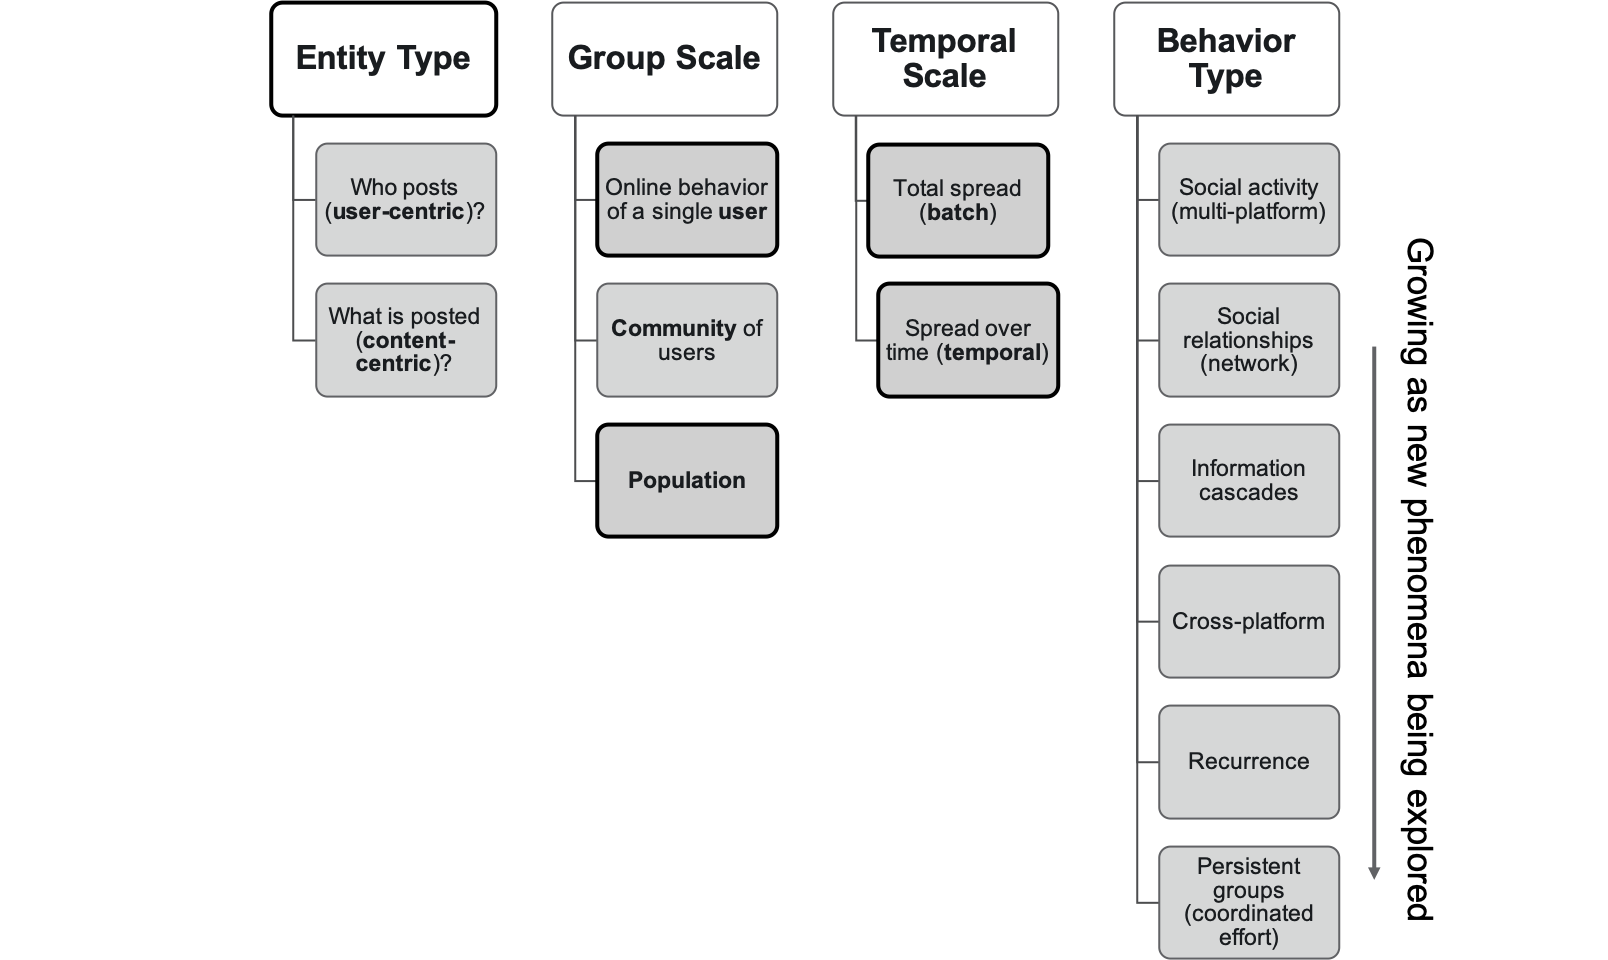 Entity Type
Who posts
(user-centric)?
What is posted
(content-
centric)?
Group Scale
Online behavior
of a single user
Community of
users
Population
Temporal
Scale
Total spread
(batch)
Spread over
time (temporal)
Behavior
Type
Social activity
(multi-platform)
Social
relationships
(network)
Information
cascades
Cross-platform
Recurrence
Persistent
groups
(coordinated
effort)
Growing as new phenomena being explored